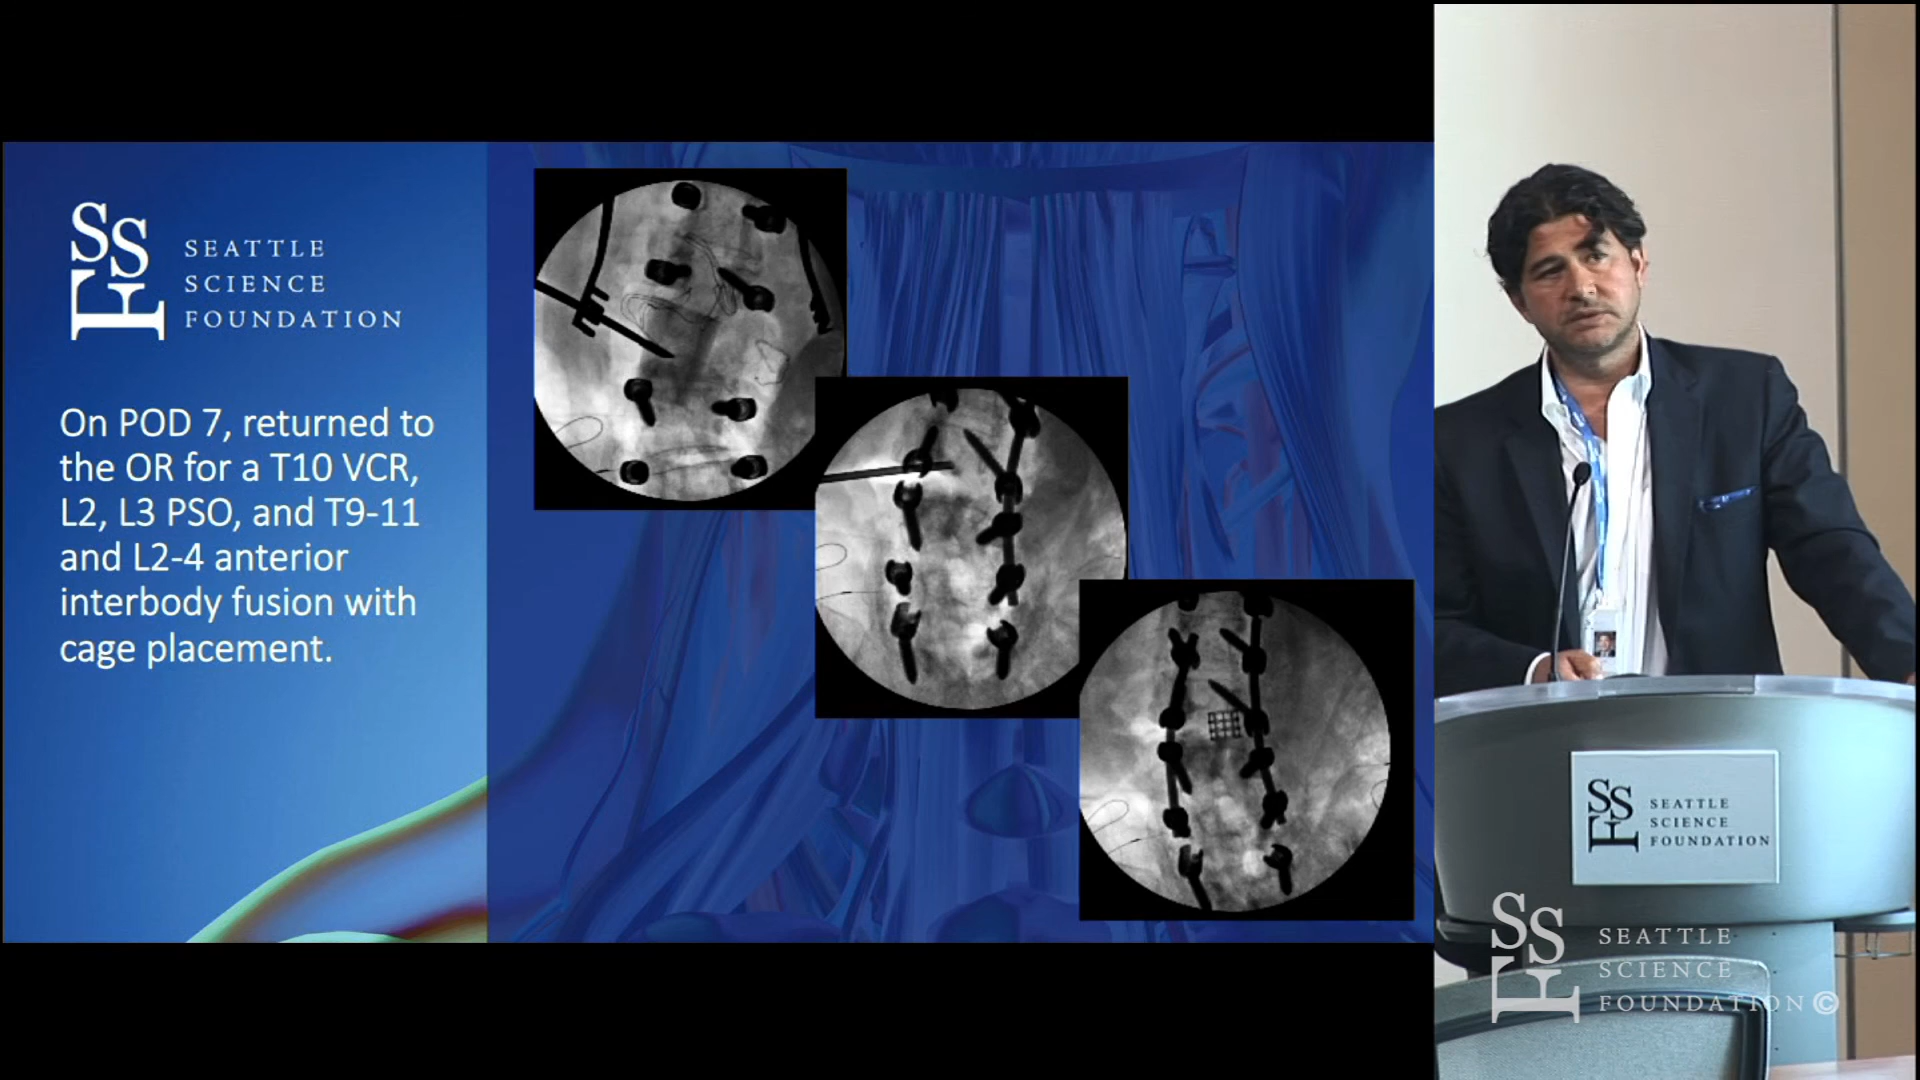 SSF
SEATTLE
SCIENCE
FOUNDATION
On POD 7, returned to
the OR for a T10 VCR,
L2, L3 PSO, and T9-11
and L2-4 anterior
interbody fusion with
cage placement.
SSF
SEATTLE
SCIENCE
FOUNDATION
SSF
SEATTLE
SCIENCE
FOUNDATION ©